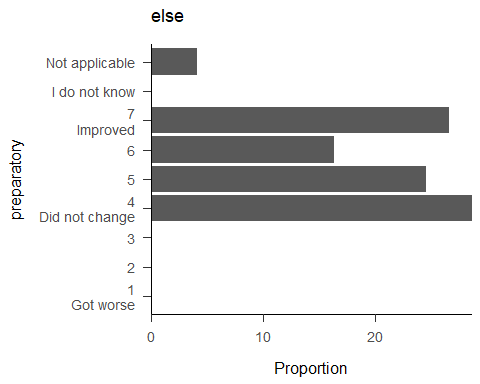 else
Not applicable
I do not know
7
Improved
6
5
4
Did not change
3
2
1
Got worse
preparatory
0 10 20
Proportion